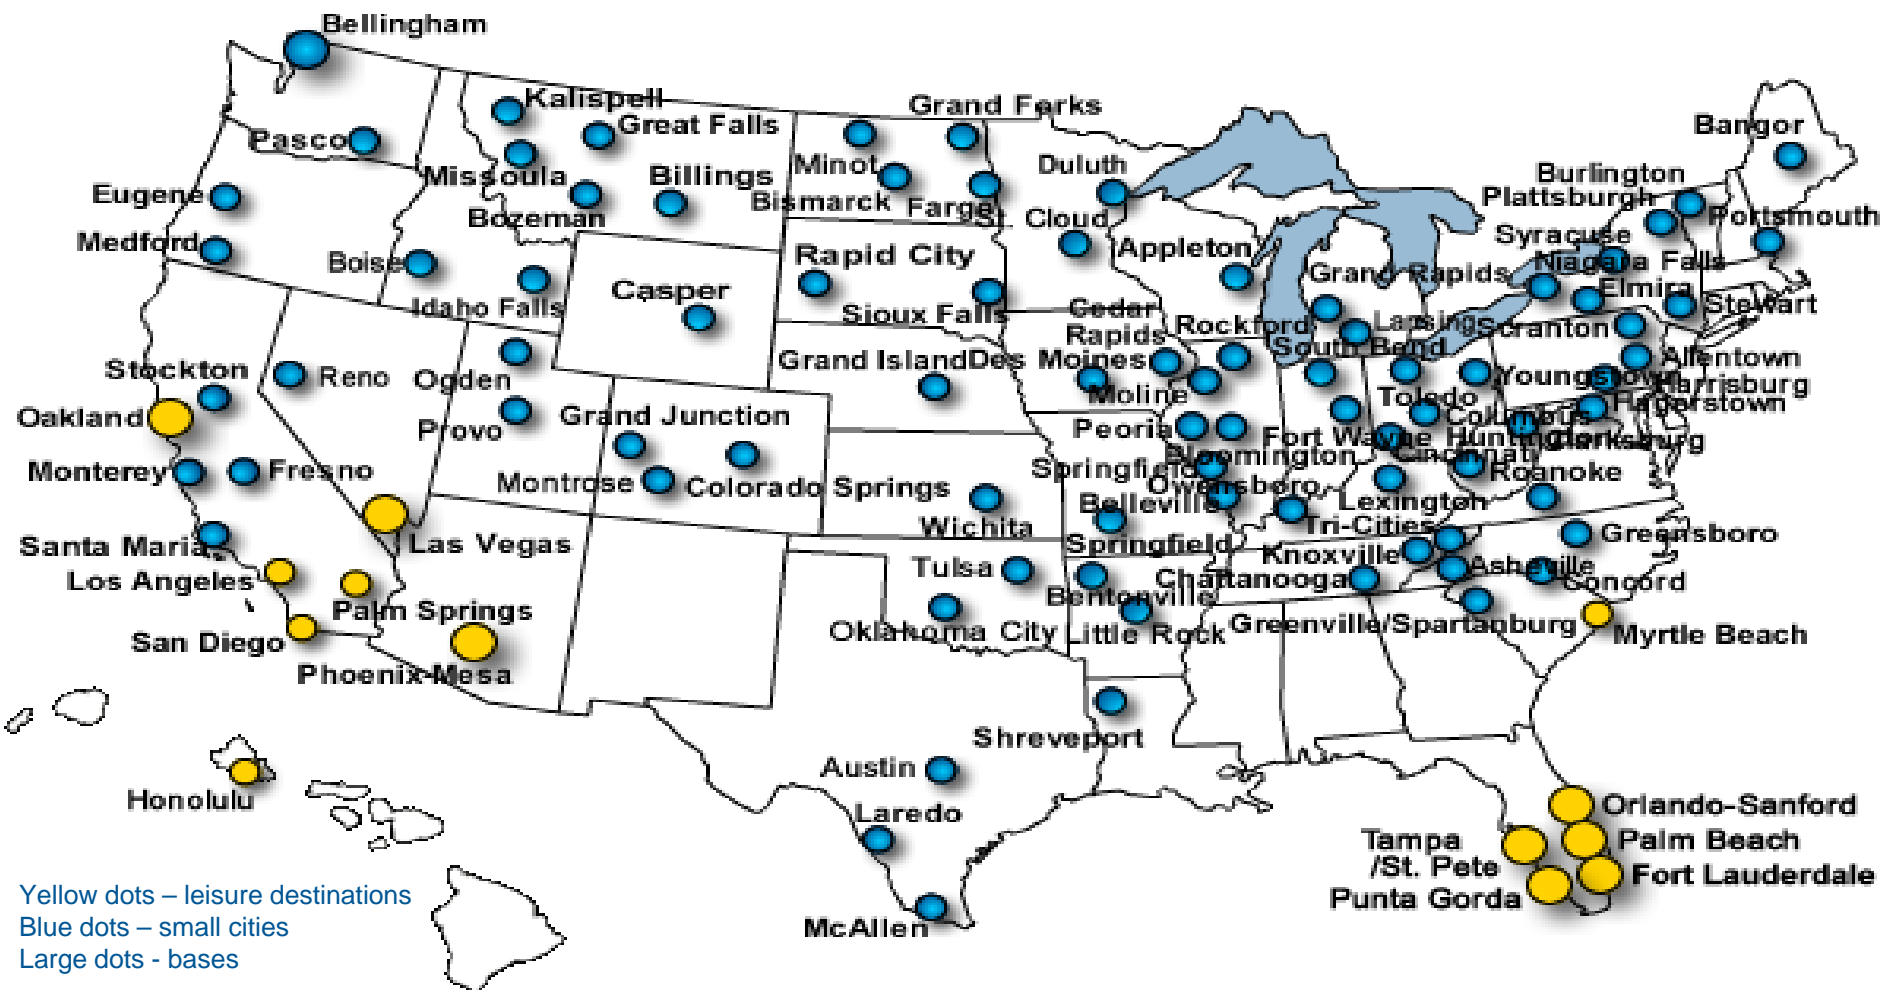 Bellingham
Kalispell
Grand Forks
Great Falls
Bangor
Pasco
Minot
Duluth
Burlington
Missoula
Billings
Plattsburgh
Eugene
Bismarck
Fargo
Portsmouth
Bozeman
St. Cloud
Syracuse
Medford
Appleton
Boise
Rapid City
Niagara Falls
Grand Rapids
Casper
Elmira
Idaho Falls
Sioux Falls
Cedar
Rapids
Stewart
Rockford
Lansing
Scranton
South Bend
Grand Island
Des Moines
Allentown
Stockton
Reno
Ogden
Youngstown
Harrisburg
Moline
Toledo
Hagerstown
Oakland
Grand Junction
Columbus
Provo
Peoria
Fort Wayne
Huntington
Clarksburg
Bloomington
Cincinnati
Monterey
Fresno
Springfield
Roanoke
Montrose
Colorado Springs
Owensboro
Belleville
Lexington
Wichita
Tri-Cities
Santa Maria
Las Vegas
Springfield
Knoxville
Greensboro
Los Angeles
Tulsa
Chattanooga
Asheville
Concord
Palm Springs
Bentonville
San Diego
Oklahoma City
Little Rock
Greenville/Spartanburg
Myrtle Beach
Phoenix-Mesa
Shreveport
Austin
Honolulu
Laredo
Orlando-Sanford
Tampa
/St. Pete
Palm Beach
Fort Lauderdale
Punta Gorda
McAllen
Yellow dots – leisure destinations
Blue dots – small cities
Large dots - bases